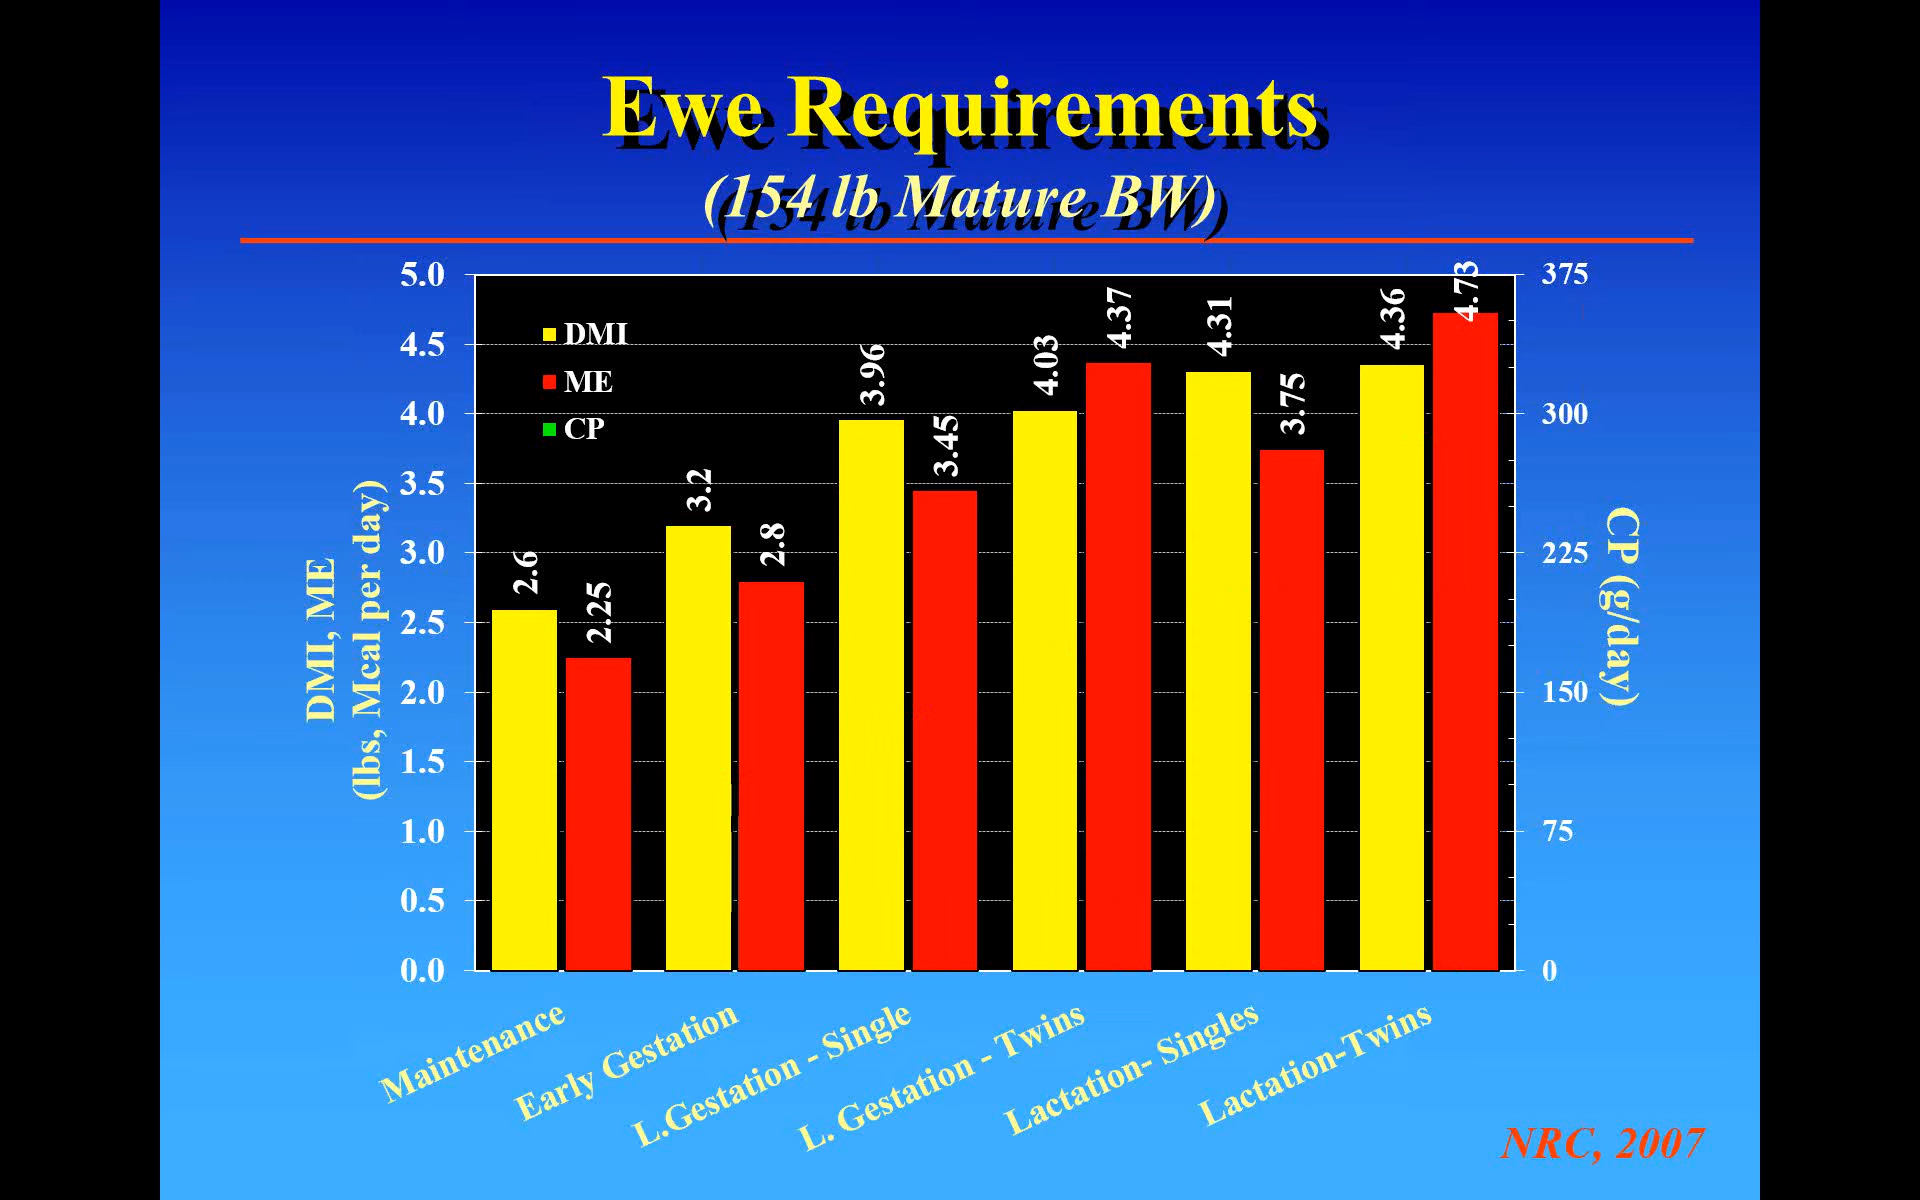 Ewe Requirements
(154 lb Mature BW)
5.0
4.5
4.0
3.5
3.0
2.5
2.0
1.5
1.0
0.5
0.0
DMI, ME
(lbs, Mcal per day)
DMI
ME
CP
2.6
2.25
3.2
2.8
3.96
3.45
4.03
4.37
4.31
3.75
4.36
4.73
375
300
225
150
75
0
CP (g/day)
Maintenance
Early Gestation
L.Gestation - Single
L. Gestation - Twins
Lactation- Singles
Lactation-Twins
NRC, 2007